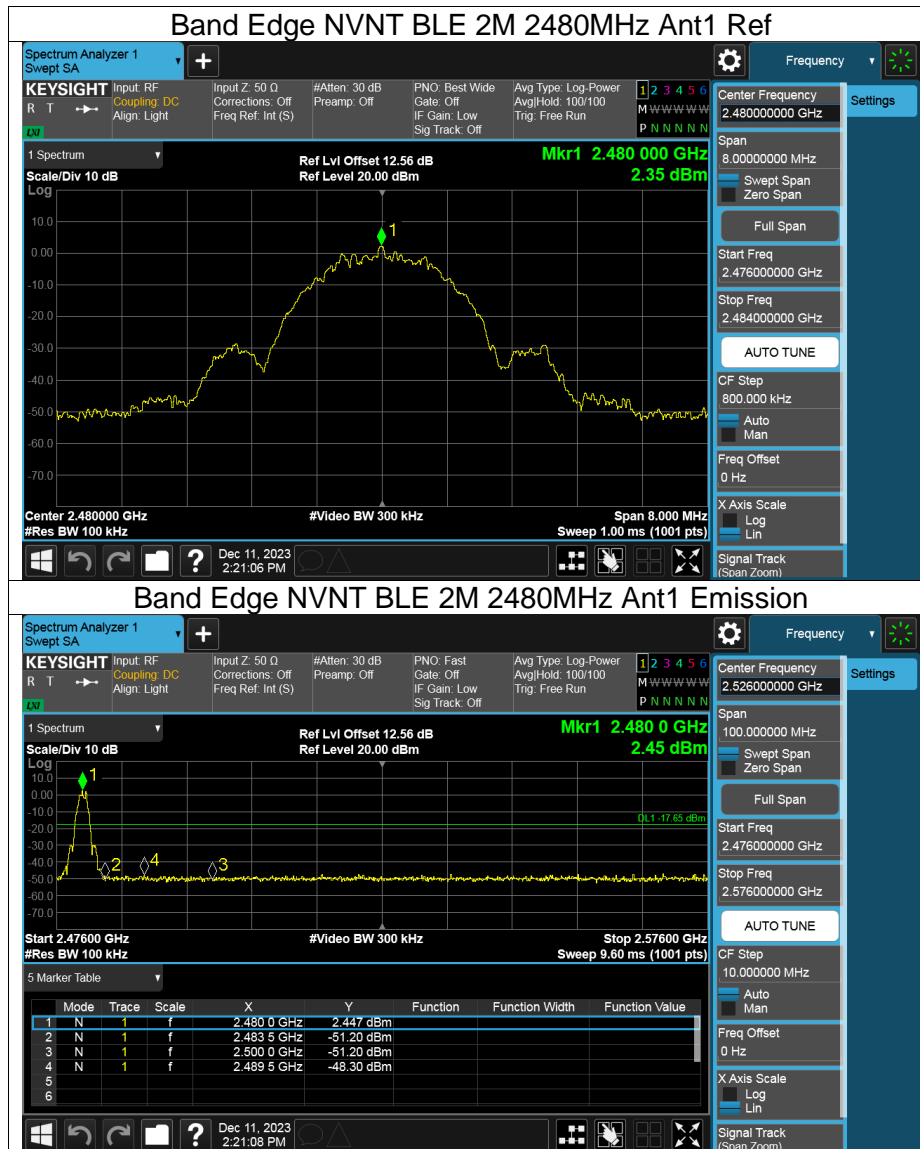 Band Edge NVNT BLE 2M 2480MHz Ant1 Ref
Spectrum Analyzer 1
Swept SA
Frequency
KEYSIGHT
R T
LXI
Input: RF
Coupling: DC
Align: Light
Input Z: 50 Ω
Corrections: Off
Freq Ref: Int (S)
#Atten: 30 dB
Preamp: Off
PNO: Best Wide
Gate: Off
IF Gain: Low
Sig Track: Off
Avg Type: Log-Power
Avg|Hold: 100/100
Trig: Free Run
1 2 3 4 5 6
M W W W W W
P N N N N N
Center Frequency
2.480000000 GHz
Settings
Span
8.00000000 MHz
Swept Span
Zero Span
Full Span
Start Freq
2.476000000 GHz
Stop Freq
2.484000000 GHz
AUTO TUNE
CF Step
800.000 kHz
Auto
Man
Freq Offset
0 Hz
X Axis Scale
Log
Lin
Signal Track
(Span Zoom)
1 Spectrum
Scale/Div 10 dB
Log
Ref Lvl Offset 12.56 dB
Ref Level 20.00 dBm
Mkr1 2.480 000 GHz
2.35 dBm
1
10.0
0.00
-10.0
-20.0
-30.0
-40.0
-50.0
-60.0
-70.0
Center 2.480000 GHz
#Res BW 100 kHz
#Video BW 300 kHz
Span 8.000 MHz
Sweep 1.00 ms (1001 pts)
?
Dec 11, 2023
2:21:06 PM
Band Edge NVNT BLE 2M 2480MHz Ant1 Emission
Spectrum Analyzer 1
Swept SA
Frequency
KEYSIGHT
R T
LXI
Input: RF
Coupling: DC
Align: Light
Input Z: 50 Ω
Corrections: Off
Freq Ref: Int (S)
#Atten: 30 dB
Preamp: Off
PNO: Fast
Gate: Off
IF Gain: Low
Sig Track: Off
Avg Type: Log-Power
Avg|Hold: 100/100
Trig: Free Run
1 2 3 4 5 6
M W W W W W
P N N N N N
Center Frequency
2.526000000 GHz
Settings
Span
100.000000 MHz
Swept Span
Zero Span
Full Span
Start Freq
2.476000000 GHz
Stop Freq
2.576000000 GHz
AUTO TUNE
CF Step
10.000000 MHz
Auto
Man
Freq Offset
0 Hz
X Axis Scale
Log
Lin
Signal Track
(Span Zoom)
1 Spectrum
Scale/Div 10 dB
Log
Ref Lvl Offset 12.56 dB
Ref Level 20.00 dBm
Mkr1 2.480 0 GHz
2.45 dBm
10.0
0.00
-10.0
-20.0
-30.0
-40.0
-50.0
-60.0
-70.0
1
2
4
3
DL1 -17.65 dBm
Start 2.47600 GHz
#Res BW 100 kHz
#Video BW 300 kHz
Stop 2.57600 GHz
Sweep 9.60 ms (1001 pts)
5 Marker Table
Mode Trace Scale X Y Function Function Width Function Value
1 N 1 f 2.480 0 GHz 2.447 dBm
2 N 1 f 2.483 5 GHz -51.20 dBm
3 N 1 f 2.500 0 GHz -51.20 dBm
4 N 1 f 2.489 5 GHz -48.30 dBm
5
6
?
Dec 11, 2023
2:21:08 PM